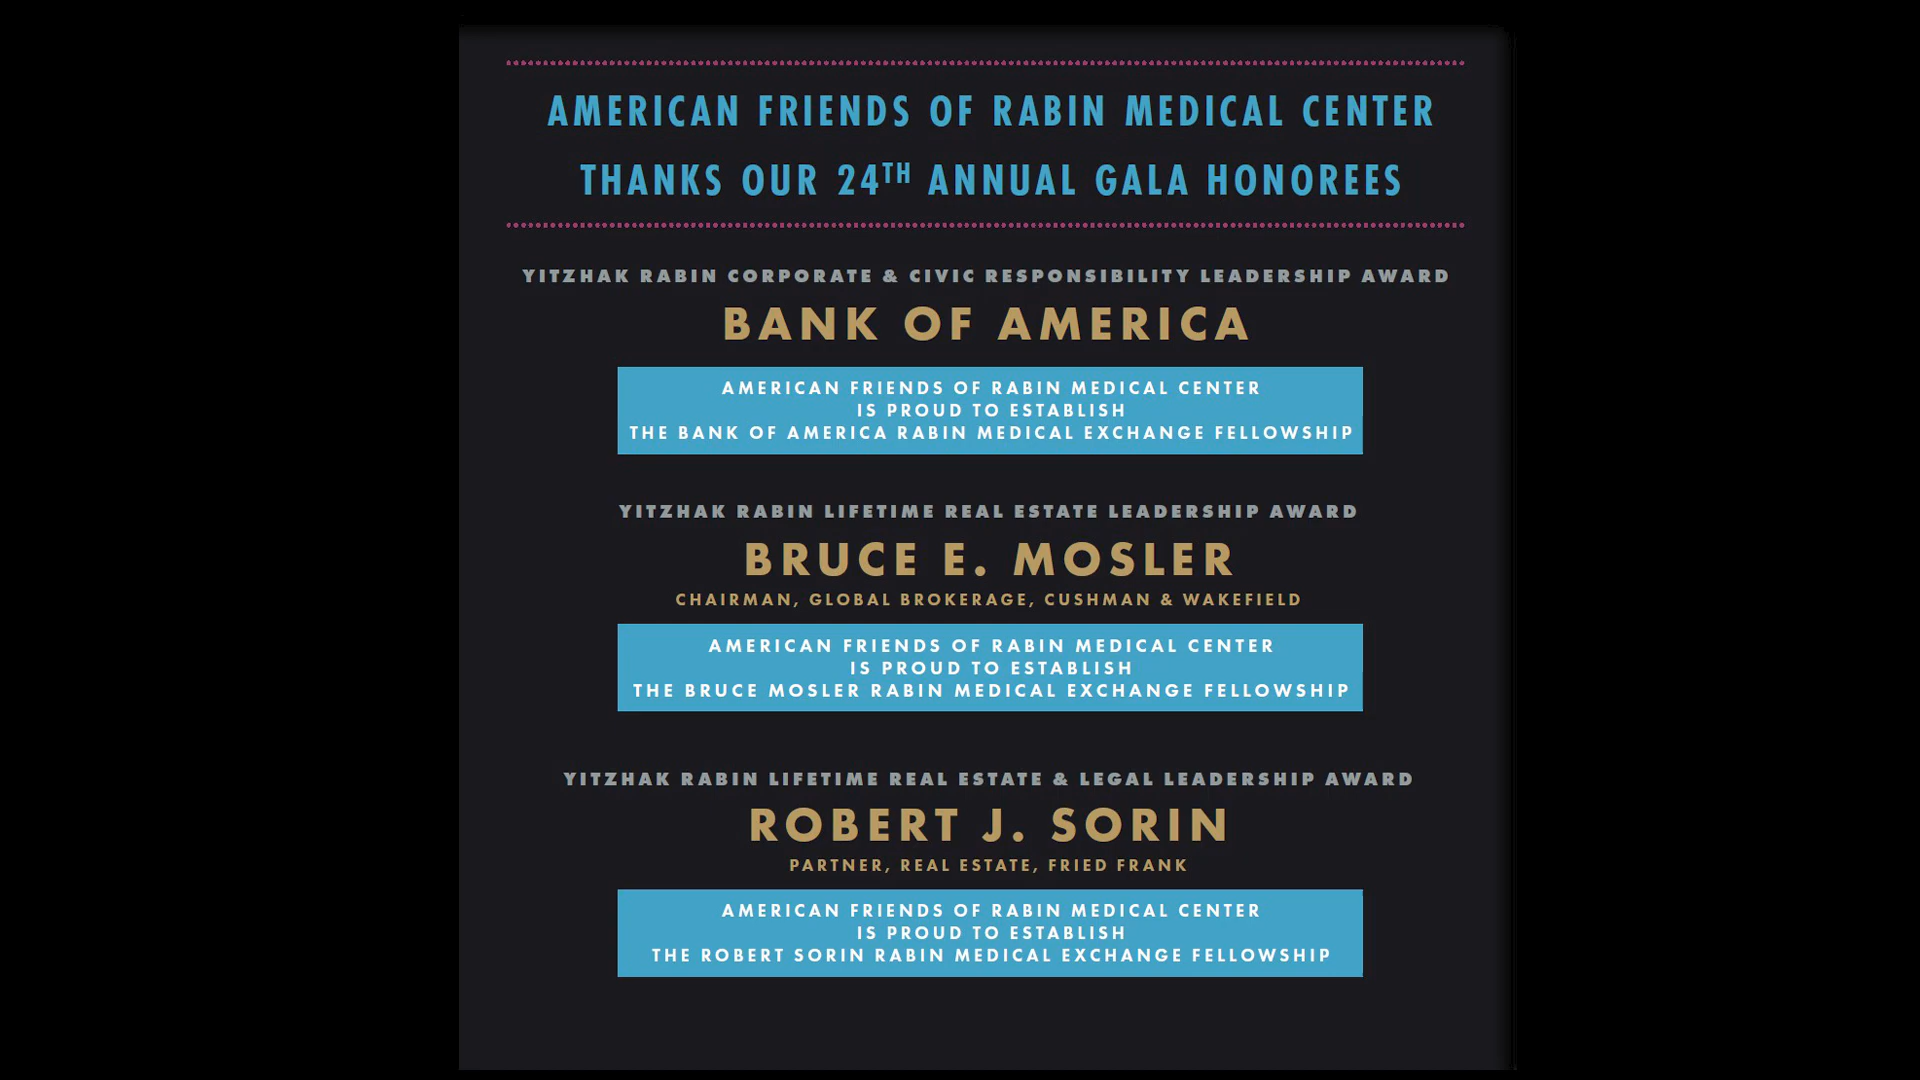 AMERICAN FRIENDS OF RABIN MEDICAL CENTER
THANKS OUR 24TH ANNUAL GALA HONOREES
YITZHAK RABIN CORPORATE & CIVIC RESPONSIBILITY LEADERSHIP AWARD
BANK OF AMERICA
AMERICAN FRIENDS OF RABIN MEDICAL CENTER
IS PROUD TO ESTABLISH
THE BANK OF AMERICA RABIN MEDICAL EXCHANGE FELLOWSHIP
YITZHAK RABIN LIFETIME REAL ESTATE LEADERSHIP AWARD
BRUCE E. MOSLER
CHAIRMAN, GLOBAL BROKERAGE, CUSHMAN & WAKEFIELD
AMERICAN FRIENDS OF RABIN MEDICAL CENTER
IS PROUD TO ESTABLISH
THE BRUCE MOSLER RABIN MEDICAL EXCHANGE FELLOWSHIP
YITZHAK RABIN LIFETIME REAL ESTATE & LEGAL LEADERSHIP AWARD
ROBERT J. SORIN
PARTNER, REAL ESTATE, FRIED FRANK
AMERICAN FRIENDS OF RABIN MEDICAL CENTER
IS PROUD TO ESTABLISH
THE ROBERT SORIN RABIN MEDICAL EXCHANGE FELLOWSHIP